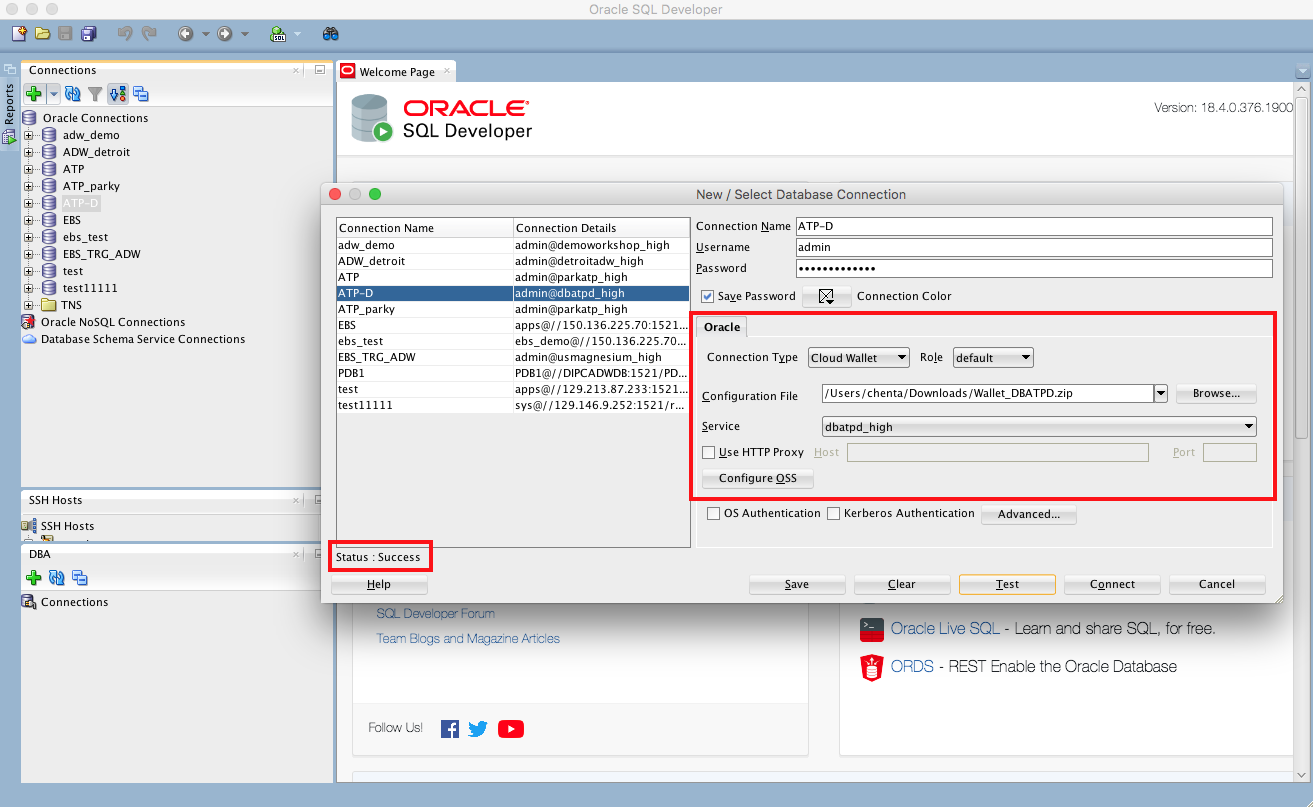 Oracle SQL Developer
Reports
Connections
Oracle Connections
adw_demo
ADW_detroit
ATP
ATP_parky
ATP-D
EBS
ebs_test
EBS_TRG_ADW
test
test11111
TNS
Oracle NoSQL Connections
Database Schema Service Connections
SSH Hosts
SSH Hosts
DBA
Connections
Welcome Page
ORACLE
SQL Developer
Version: 18.4.0.376.1900
New / Select Database Connection
Connection Name Connection Details
adw_demo admin@demoworkshop_high
ADW_detroit admin@detroitadw_high
ATP admin@parkatp_high
ATP-D admin@dbatpd_high
ATP_parky admin@parkatp_high
EBS apps@//150.136.225.70:1521...
ebs_test ebs_demo@//150.136.225.70...
EBS_TRG_ADW admin@usmagnesium_high
PDB1 PDB1@//DIPCADWDB:1521/PD...
test apps@//129.213.87.233:1521...
test11111 sys@//129.146.9.252:1521/r...
Connection Name ATP-D
Username admin
Password •••••••••••••
Save Password Connection Color
Oracle
Connection Type Cloud Wallet Role default
Configuration File /Users/chenta/Downloads/Wallet_DBATPD.zip Browse...
Service dbatpd_high
Use HTTP Proxy Host Port
Configure OSS
OS Authentication Kerberos Authentication Advanced...
Status : Success
Help Save Clear Test Connect Cancel
SQL Developer Forum
Team Blogs and Magazine Articles
Follow Us!
Oracle Live SQL - Learn and share SQL, for free.
ORDS - REST Enable the Oracle Database